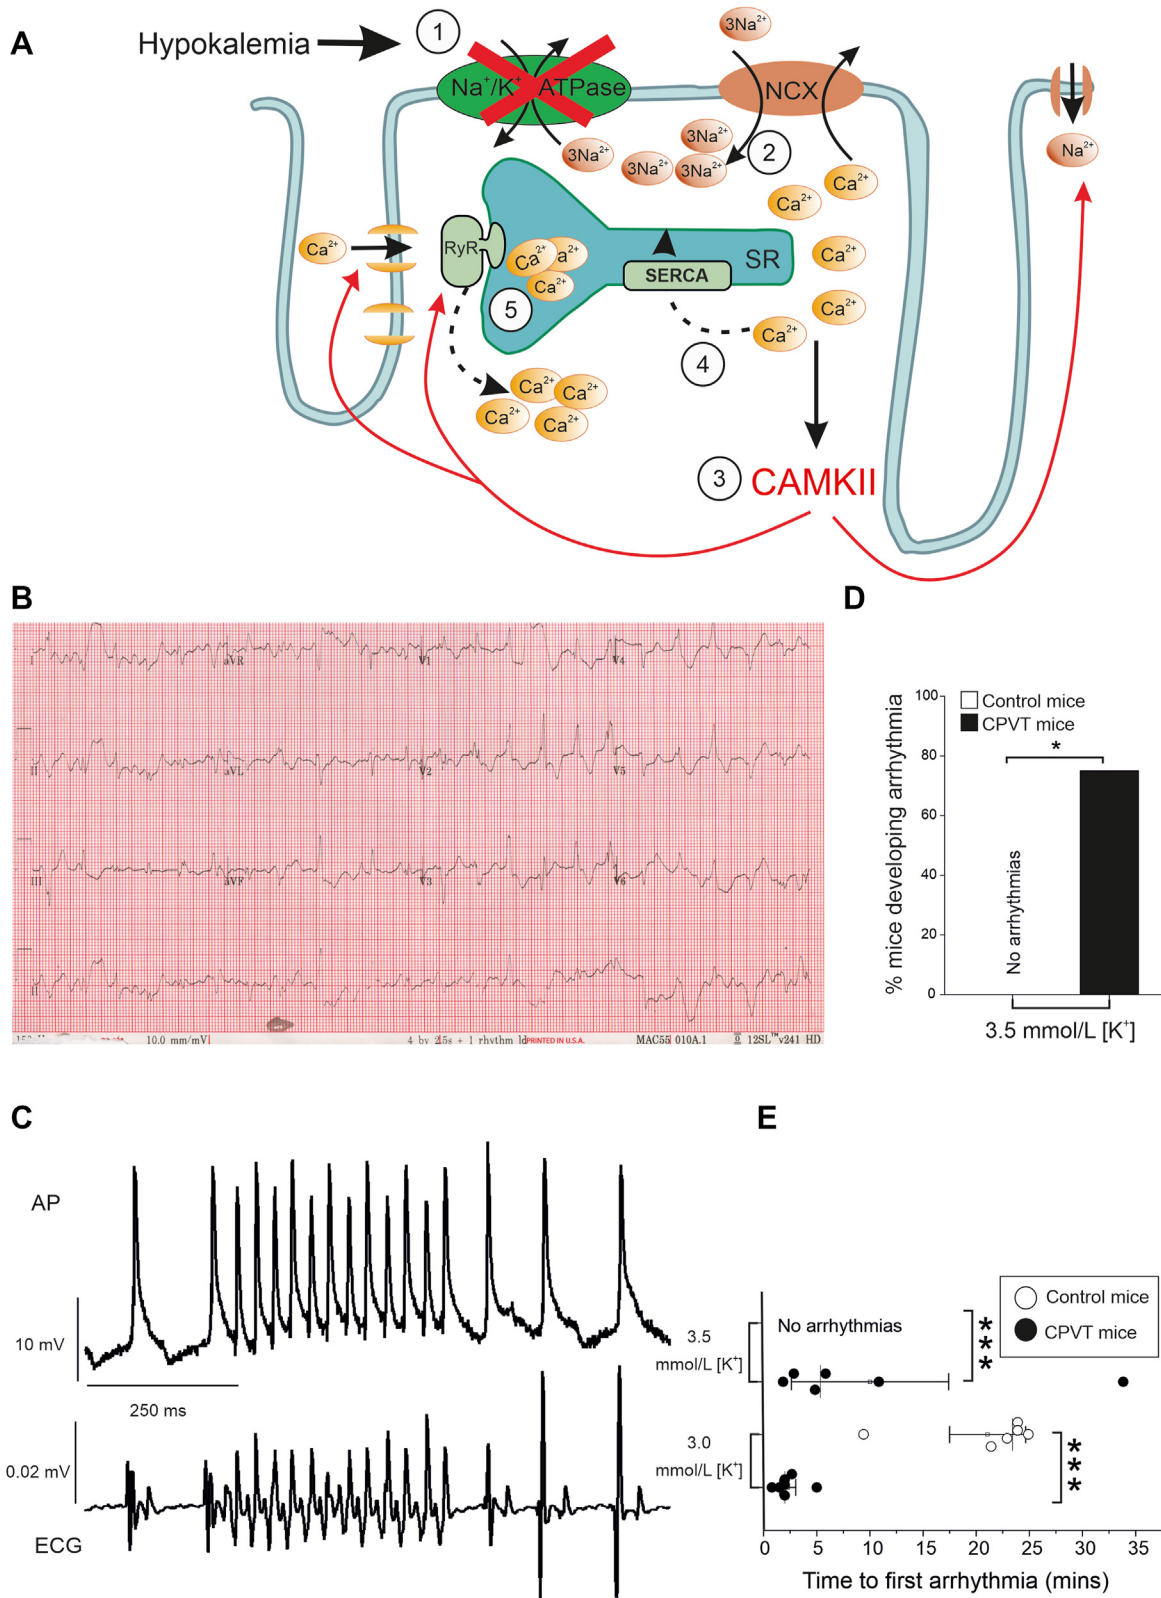 A
Hypokalemia
1
Na⁺/K⁺ ATPase
3Na²⁺
NCX
3Na²⁺
3Na²⁺
3Na²⁺
3Na²⁺
2
Na²⁺
Ca²⁺
Ca²⁺
Ca²⁺
RyR
Ca²⁺
a²⁺
Ca²⁺
SERCA
SR
Ca²⁺
Ca²⁺
Ca²⁺
5
4
Ca²⁺
Ca²⁺
Ca²⁺
Ca²⁺
3
CAMKII
B
I
aVR
V1
V4
II
aVL
V2
V5
III
aVF
V3
V6
II
10.0 mm/mV
4 by 2.5s + 1 rhythm ld
PRINTED IN U.S.A.
MAC55 010A.1
12SL™ v241 HD
D
% mice developing arrhythmia
100
80
60
40
20
0
Control mice
CPVT mice
*
No arrhythmias
3.5 mmol/L [K⁺]
C
AP
10 mV
250 ms
0.02 mV
ECG
E
Control mice
CPVT mice
3.5
mmol/L [K⁺]
No arrhythmias
***
3.0
mmol/L [K⁺]
***
0 5 10 15 20 25 30 35
Time to first arrhythmia (mins)